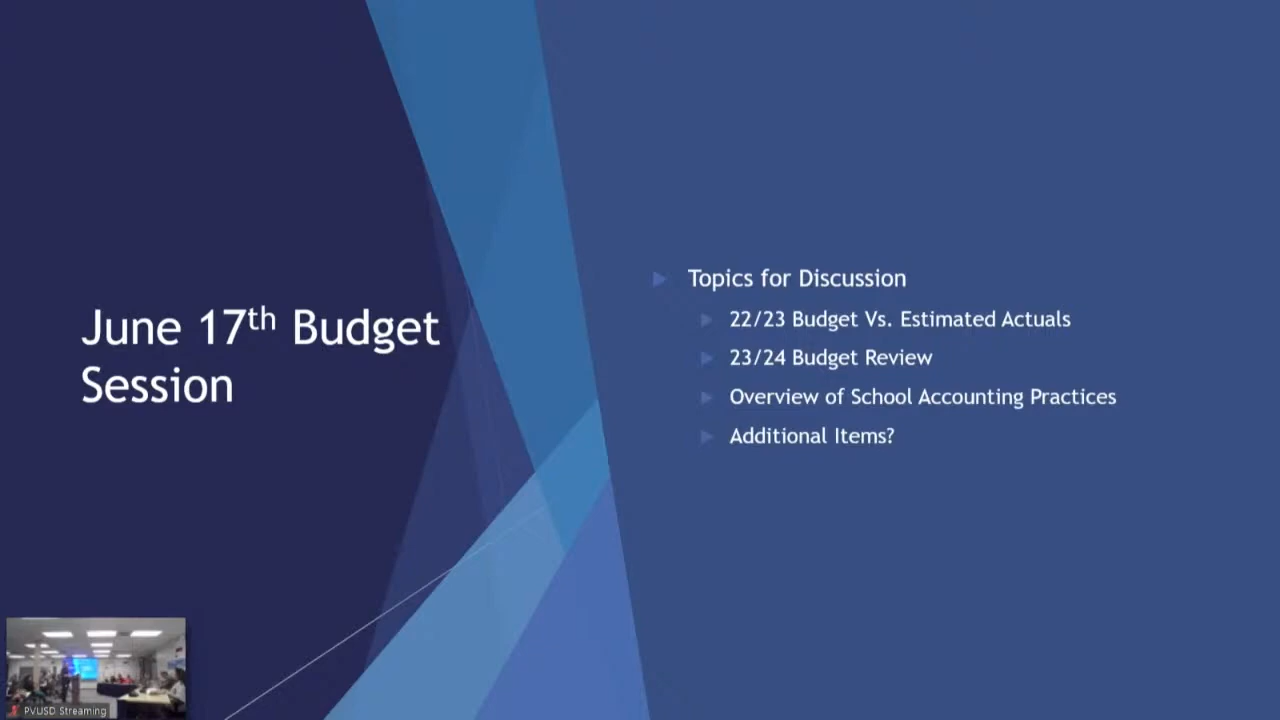 June 17th Budget
Session
Topics for Discussion
22/23 Budget Vs. Estimated Actuals
23/24 Budget Review
Overview of School Accounting Practices
Additional Items?
PVUSD Streaming